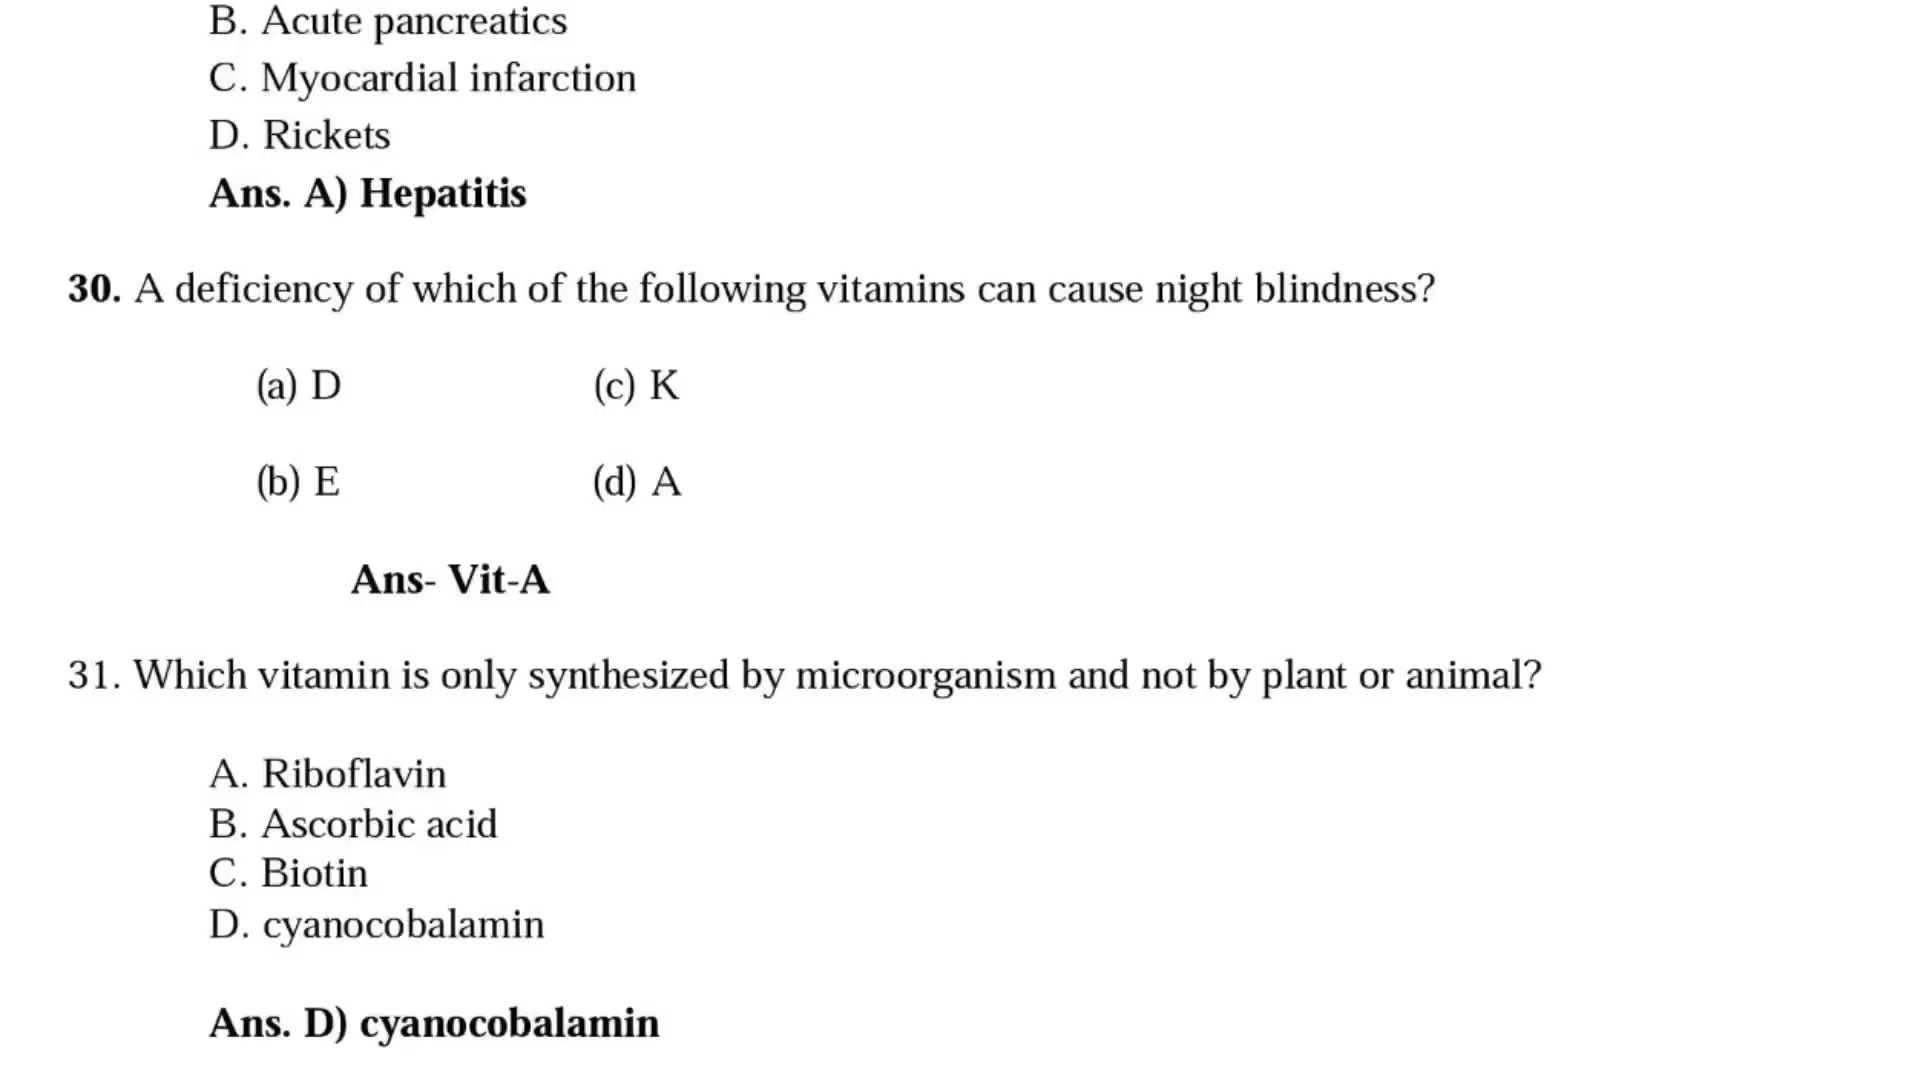 B. Acute pancreatics
C. Myocardial infarction
D. Rickets
Ans. A) Hepatitis
30. A deficiency of which of the following vitamins can cause night blindness?
(a) D (c) K
(b) E (d) A
Ans- Vit-A
31. Which vitamin is only synthesized by microorganism and not by plant or animal?
A. Riboflavin
B. Ascorbic acid
C. Biotin
D. cyanocobalamin
Ans. D) cyanocobalamin